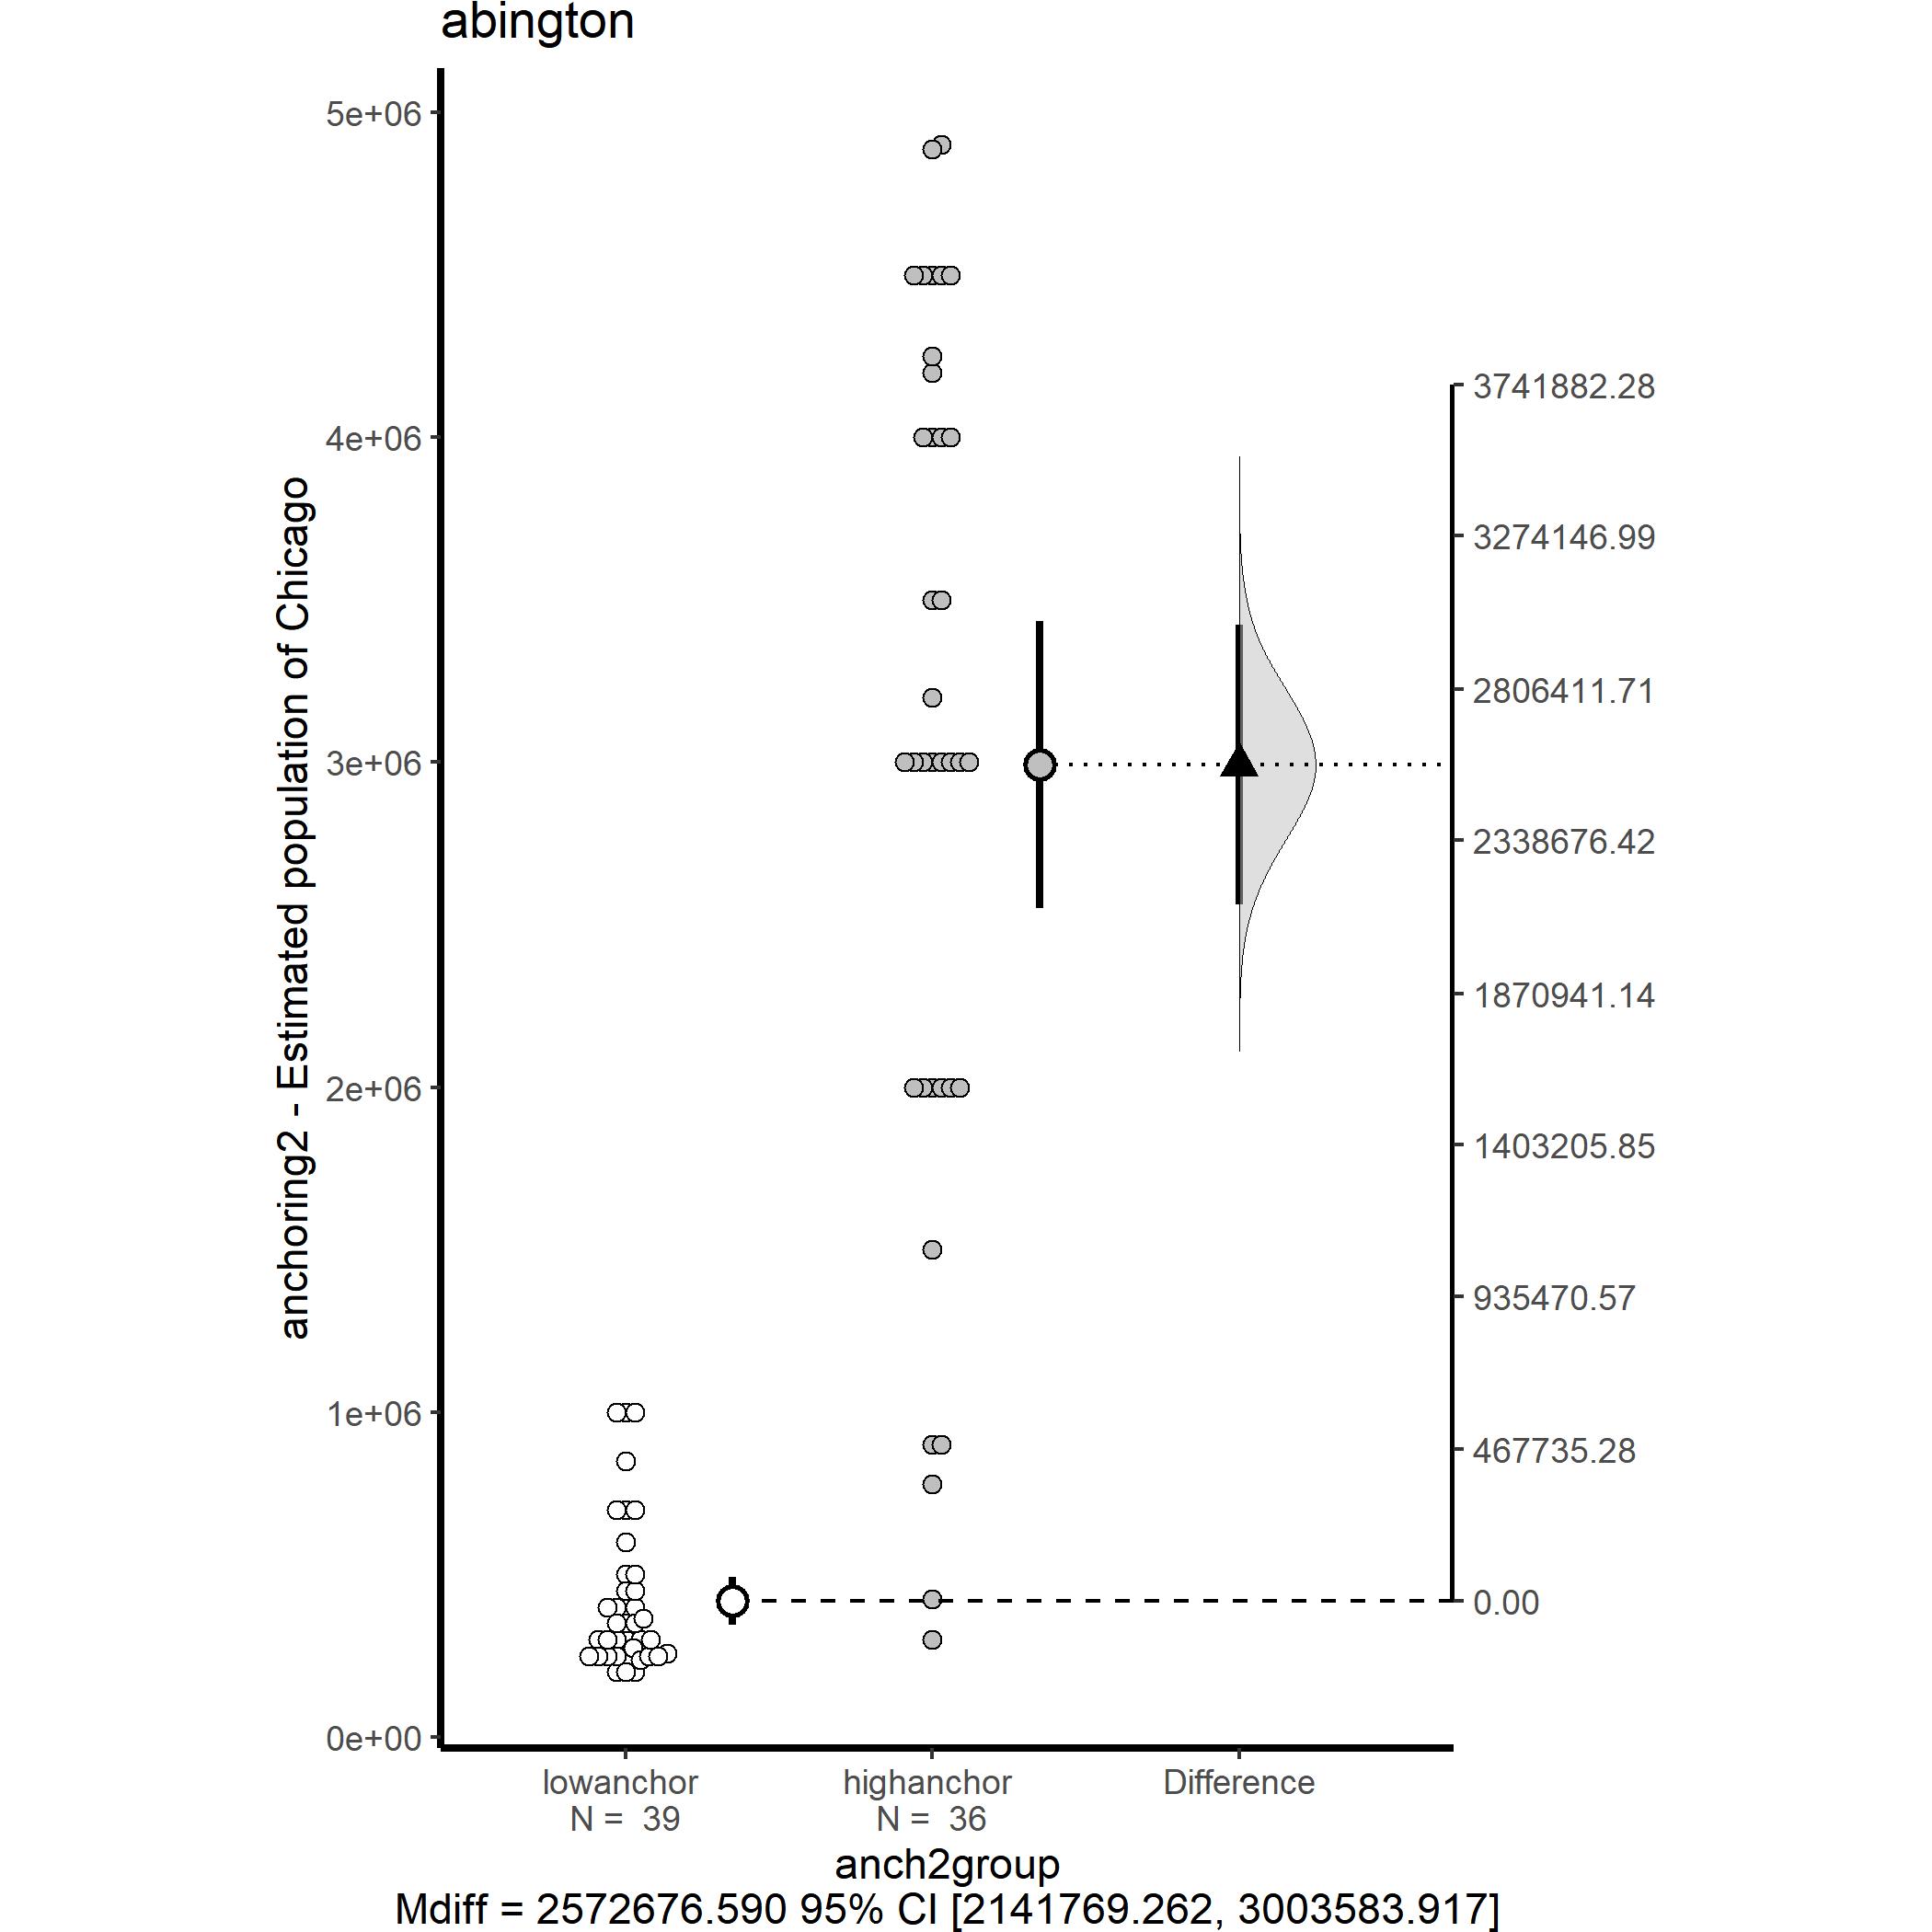 abington
5e+06
4e+06
3e+06
2e+06
1e+06
0e+00
anchoring2 - Estimated population of Chicago
3741882.28
3274146.99
2806411.71
2338676.42
1870941.14
1403205.85
935470.57
467735.28
0.00
lowanchor
N =  39
highanchor
N =  36
Difference
anch2group
Mdiff = 2572676.590 95% CI [2141769.262, 3003583.917]